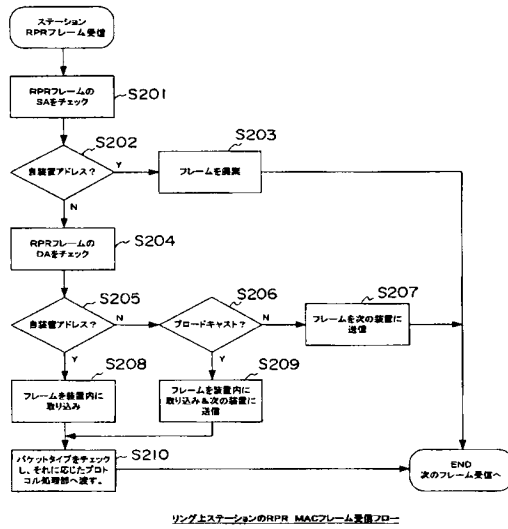 ステーション
RPRフレーム受信
RPRフレームの
SAをチェック
S201
S202
自装置アドレス?
Y
N
S203
フレームを廃棄
RPRフレームの
DAをチェック
S204
S205
自装置アドレス?
N
Y
S206
ブロードキャスト?
N
Y
S207
フレームを次の装置に
送信
S208
フレームを装置内に
取り込み
S209
フレームを装置内に
取り込み&次の装置に
送信
S210
パケットタイプをチェック
し、それに応じたプロト
コル処理部へ渡す。
END
次のフレーム受信へ
リング上ステーションのRPR MACフレーム受信フロー